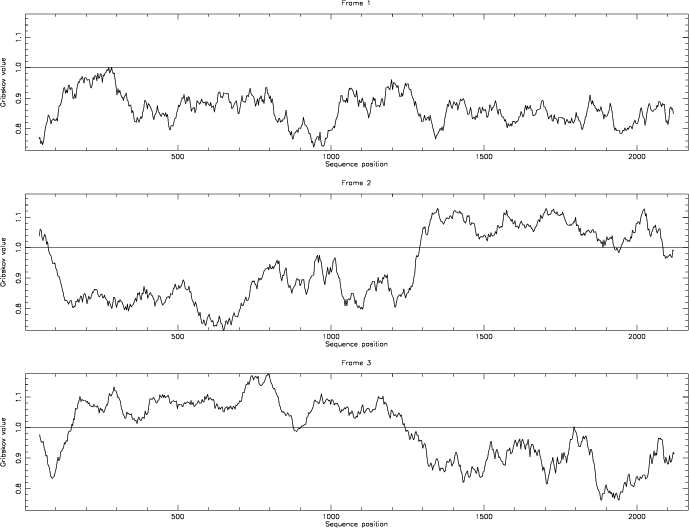 Frame 1
Gribskov value
0.8 0.9 1.0 1.1
500 1000 1500 2000
Sequence position
Frame 2
Gribskov value
0.8 0.9 1.0 1.1
500 1000 1500 2000
Sequence position
Frame 3
Gribskov value
0.8 0.9 1.0 1.1
500 1000 1500 2000
Sequence position